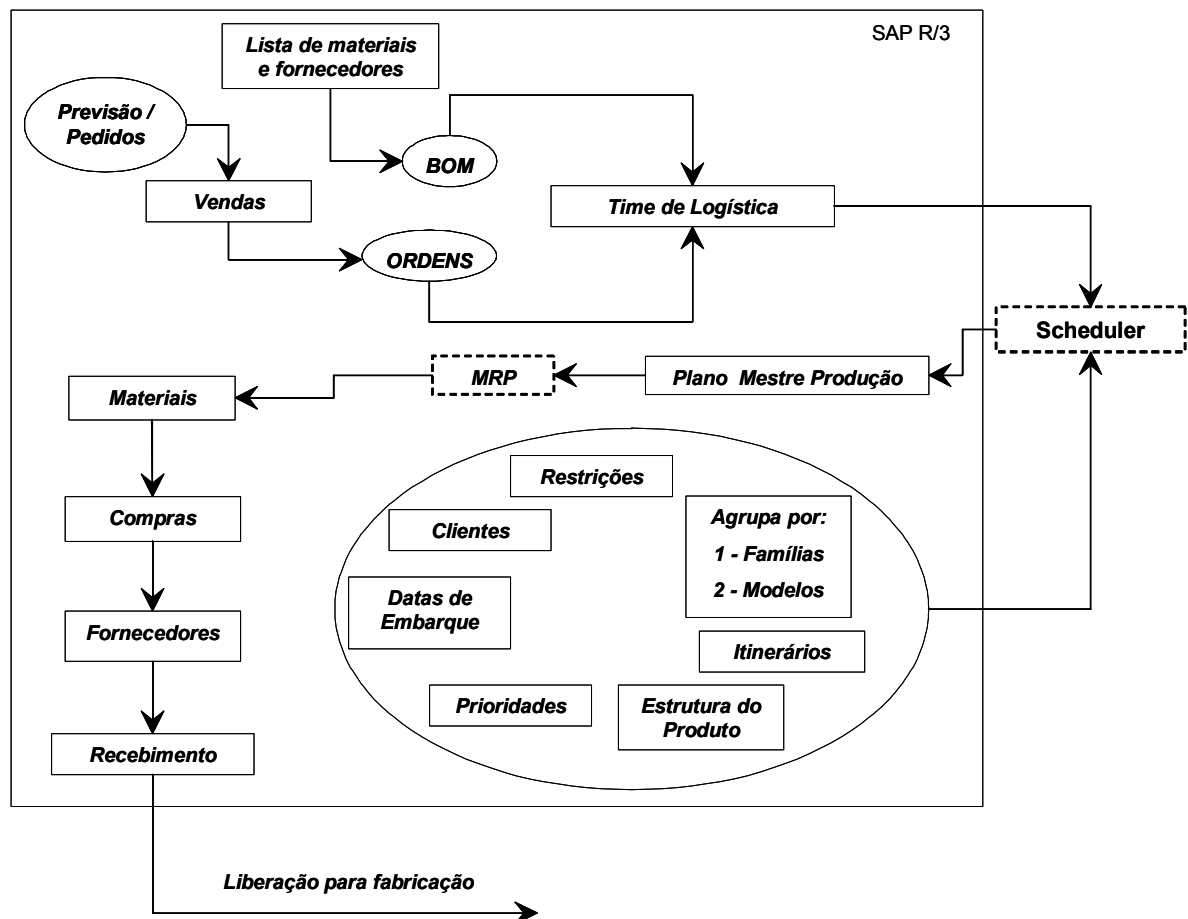 SAP R/3
Lista de materiais
e fornecedores
Previsão /
Pedidos
BOM
Vendas
Time de Logística
ORDENS
Scheduler
MRP
Plano Mestre Produção
Materiais
Restrições
Compras
Clientes
Agrupa por:
1 - Famílias
2 - Modelos
Datas de
Embarque
Fornecedores
Itinerários
Prioridades
Estrutura do
Produto
Recebimento
Liberação para fabricação